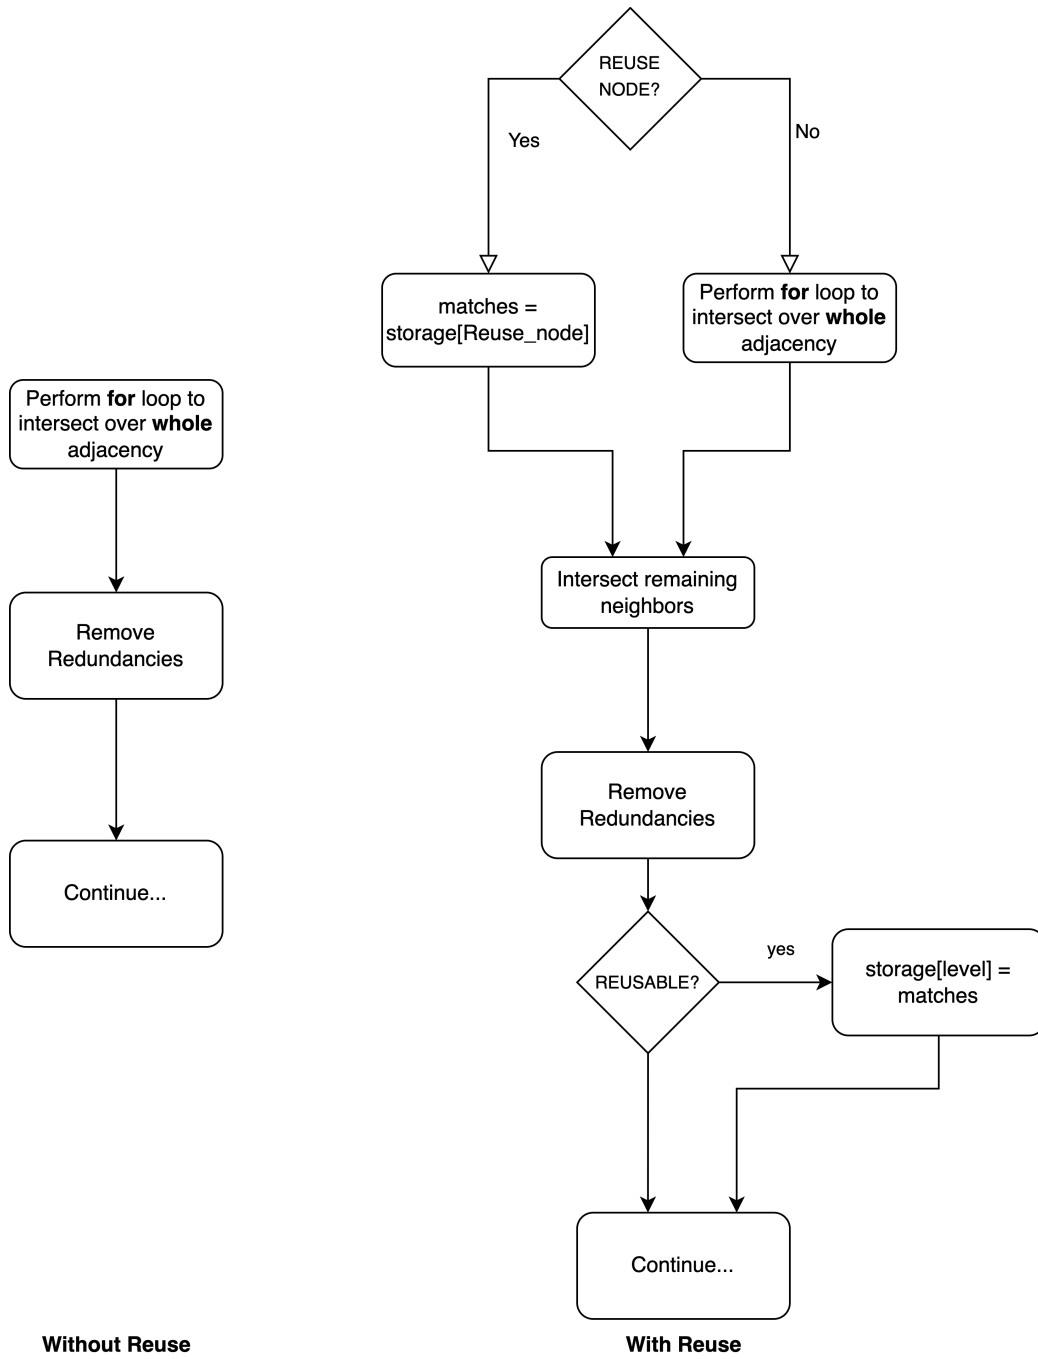 Perform for loop to
intersect over whole
adjacency
Remove
Redundancies
Continue...
Without Reuse
REUSE
NODE?
Yes
No
matches =
storage[Reuse_node]
Perform for loop to
intersect over whole
adjacency
Intersect remaining
neighbors
Remove
Redundancies
REUSABLE?
yes
storage[level] =
matches
Continue...
With Reuse